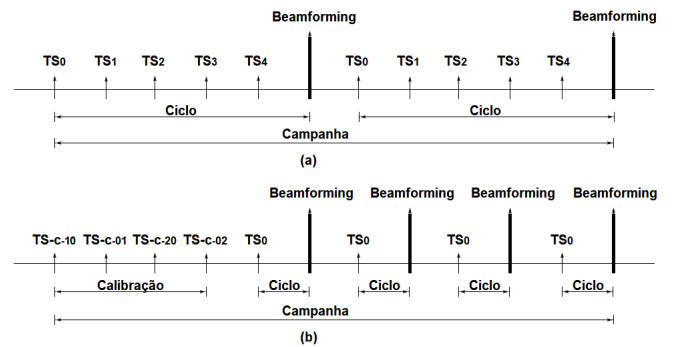 Beamforming Beamforming
TS0 TS1 TS2 TS3 TS4 TS0 TS1 TS2 TS3 TS4
Ciclo Ciclo
Campanha
(a)
Beamforming Beamforming Beamforming Beamforming
TS-c-10 TS-c-01 TS-c-20 TS-c-02 TS0 TS0 TS0 TS0
Calibração Ciclo Ciclo Ciclo Ciclo
Campanha
(b)